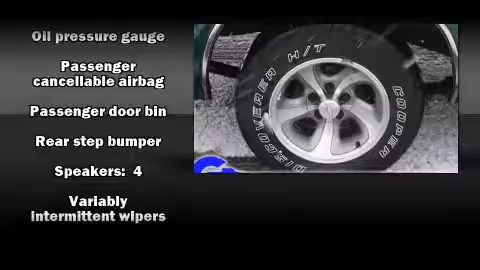 Oil pressure gauge
Passenger
cancellable airbag
Passenger door bin
Rear step bumper
Speakers: 4
Variably
intermittent wipers
DISCOVERER H/T
COOPER